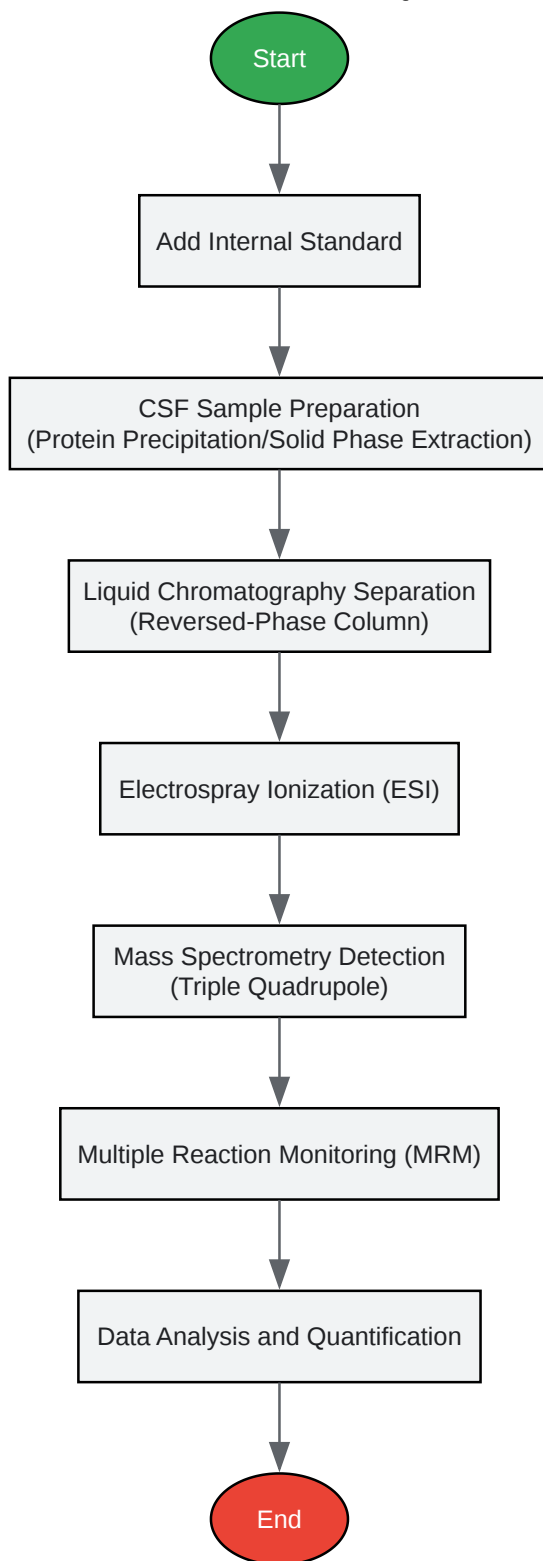 Start
Add Internal Standard
CSF Sample Preparation
(Protein Precipitation/Solid Phase Extraction)
Liquid Chromatography Separation
(Reversed-Phase Column)
Electrospray Ionization (ESI)
Mass Spectrometry Detection
(Triple Quadrupole)
Multiple Reaction Monitoring (MRM)
Data Analysis and Quantification
End